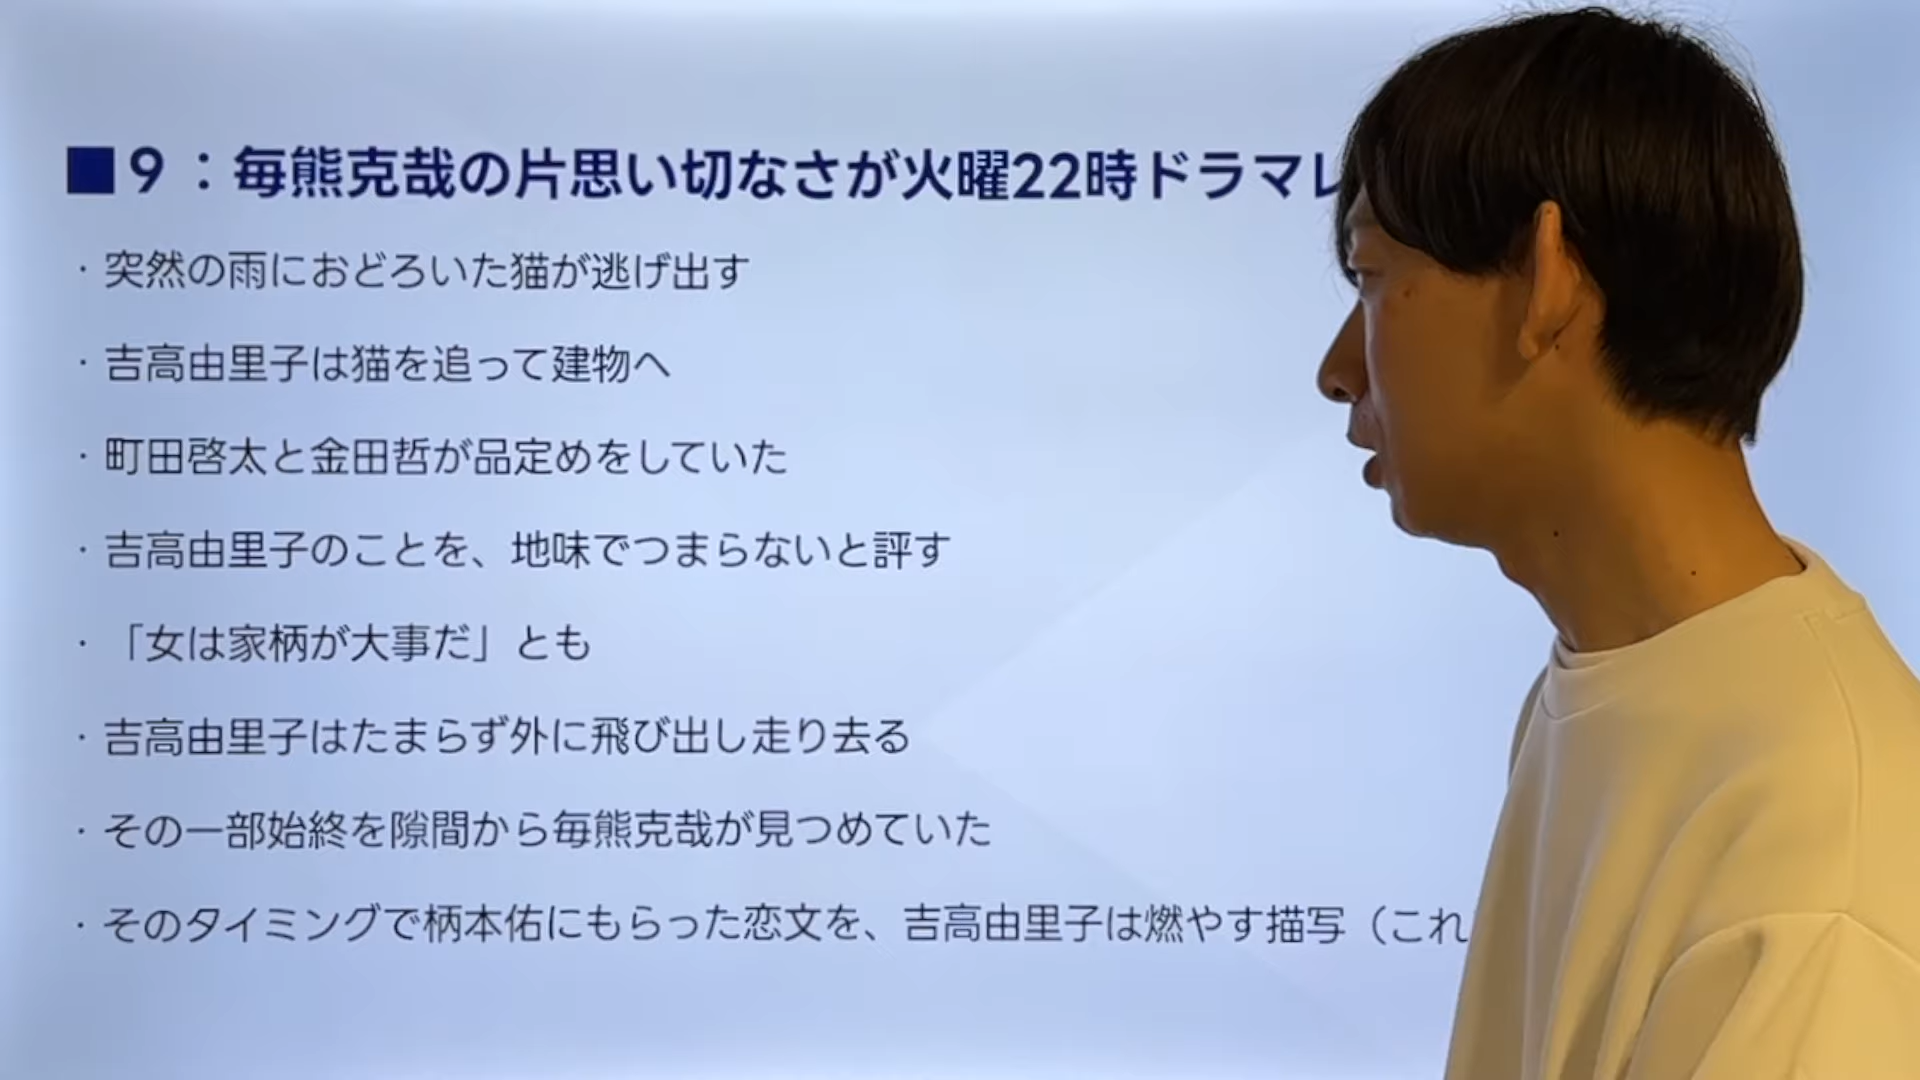 ■9：毎熊克哉の片思い切なさが火曜22時ドラマレ
・突然の雨におどろいた猫が逃げ出す
・吉高由里子は猫を追って建物へ
・町田啓太と金田哲が品定めをしていた
・吉高由里子のことを、地味でつまらないと評す
・「女は家柄が大事だ」とも
・吉高由里子はたまらず外に飛び出し走り去る
・その一部始終を隙間から毎熊克哉が見つめていた
・そのタイミングで柄本佑にもらった恋文を、吉高由里子は燃やす描写（これ